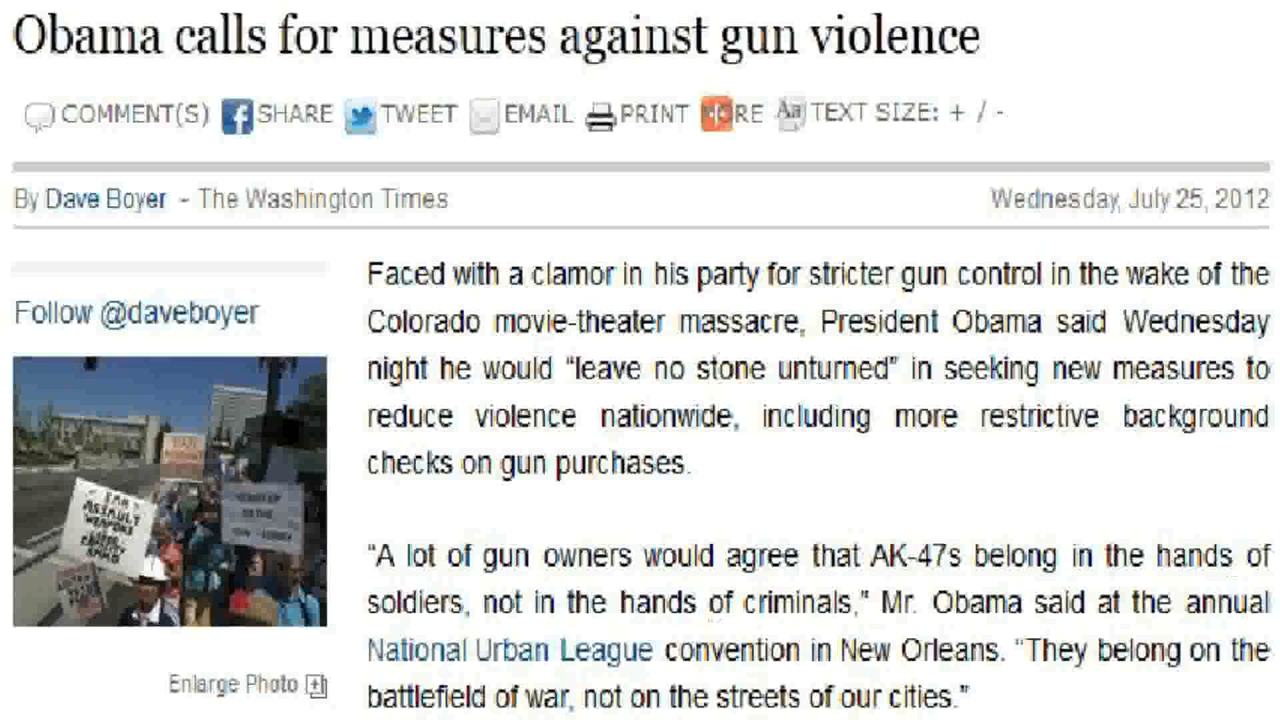 Obama calls for measures against gun violence
COMMENT(S) SHARE TWEET EMAIL PRINT MORE Aa TEXT SIZE: + / -
By Dave Boyer - The Washington Times
Wednesday, July 25, 2012
Follow @daveboyer
ASSAULT
WEAPONS
Enlarge Photo
Faced with a clamor in his party for stricter gun control in the wake of the
Colorado movie-theater massacre, President Obama said Wednesday
night he would “leave no stone unturned” in seeking new measures to
reduce violence nationwide, including more restrictive background
checks on gun purchases.
“A lot of gun owners would agree that AK-47s belong in the hands of
soldiers, not in the hands of criminals,” Mr. Obama said at the annual
National Urban League convention in New Orleans. “They belong on the
battlefield of war, not on the streets of our cities.”